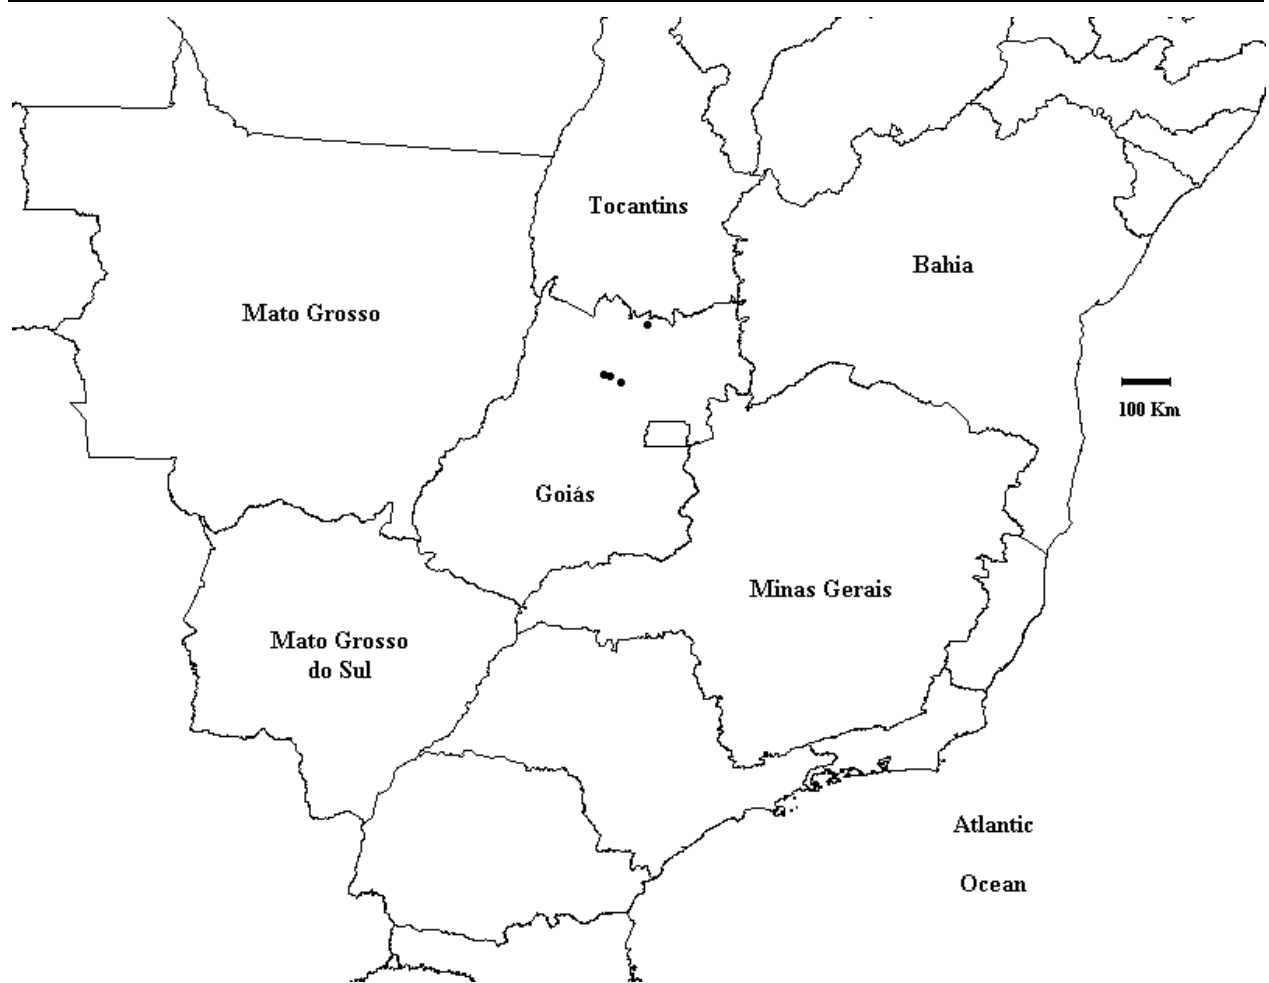 Tocantins
Bahia
Mato Grosso
100 Km
Goiás
Minas Gerais
Mato Grosso
do Sul
Atlantic
Ocean